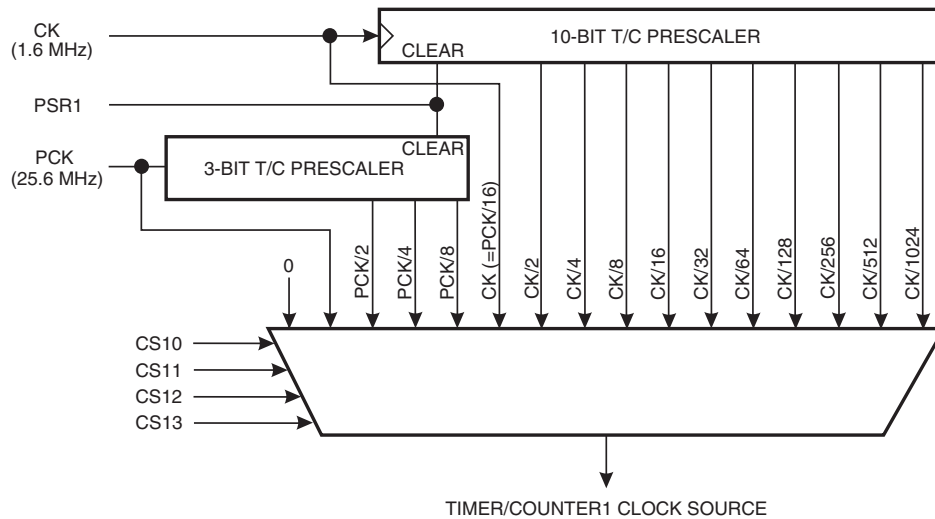 CK
(1.6 MHz)
10-BIT T/C PRESCALER
CLEAR
PSR1
CLEAR
PCK
(25.6 MHz)
3-BIT T/C PRESCALER
0
PCK/2
PCK/4
PCK/8
CK (=PCK/16)
CK/2
CK/4
CK/8
CK/16
CK/32
CK/64
CK/128
CK/256
CK/512
CK/1024
CS10
CS11
CS12
CS13
TIMER/COUNTER1 CLOCK SOURCE